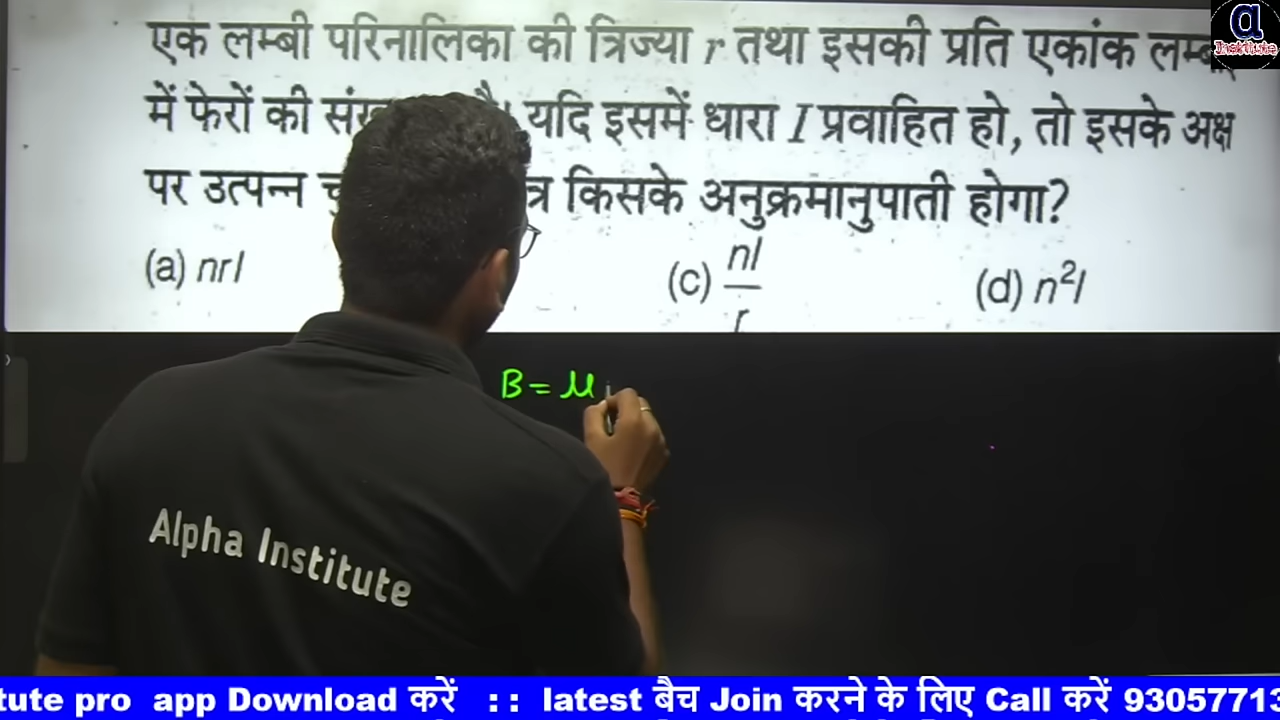 एक लम्बी परिनालिका की त्रिज्या r तथा इसकी प्रति एकांक
में फेरों की यदि इसमें धारा I प्रवाहित हो, तो इसके अक्ष
पर उत्पन्न किसके अनुक्रमानुपाती होगा?
(a) nrI (c) nI/r (d) n²I
B = μ
Alpha Institute
α
Institute
tute pro app Download करें :: latest बैच Join करने के लिए Call करें 93057713